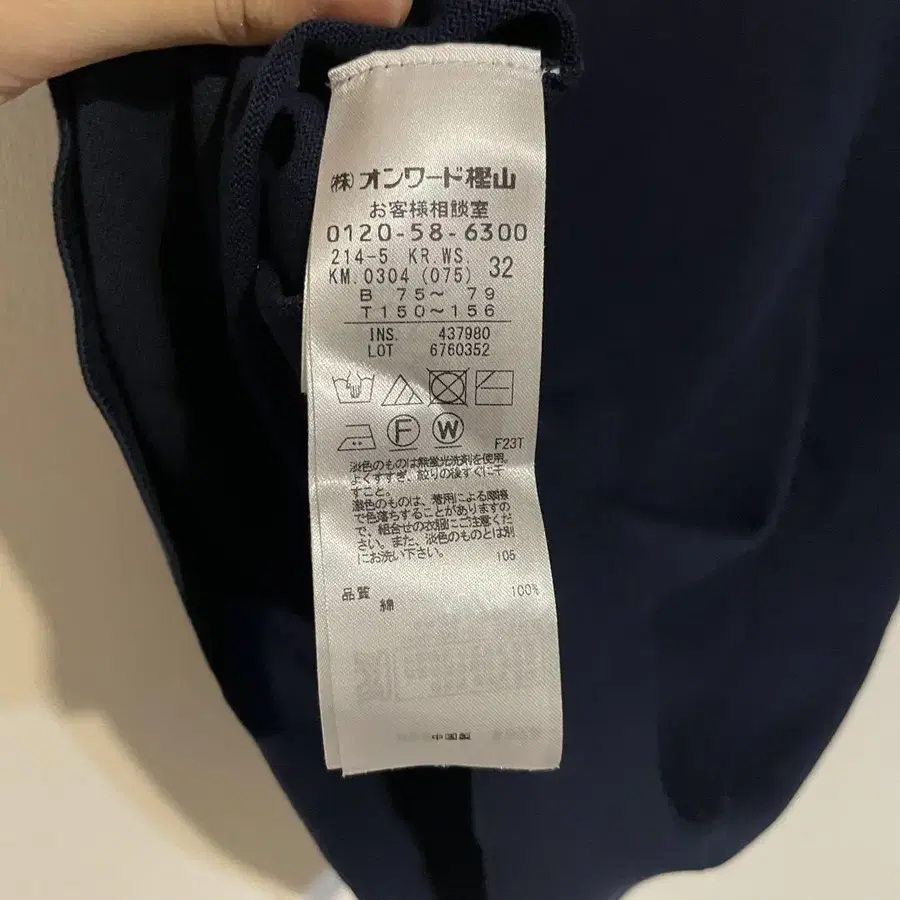 (株)オンワード樫山
お客様相談室
0120-58-6300
214-5 KR.WS.
KM.0304 (075) 32
B 75～ 79
T150～156
INS. 437980
LOT 6760352
F
W
F23T
淡色のものは無蛍光洗剤を使用。
よくすすぎ、絞りの後すぐに干
すこと。
濃色のものは、着用による摩擦
で色落ちすることがありますの
で、組合せの衣服にご注意くだ
さい。また、淡色のものとは別
にお洗い下さい。
105
品質 100%
綿
中国製